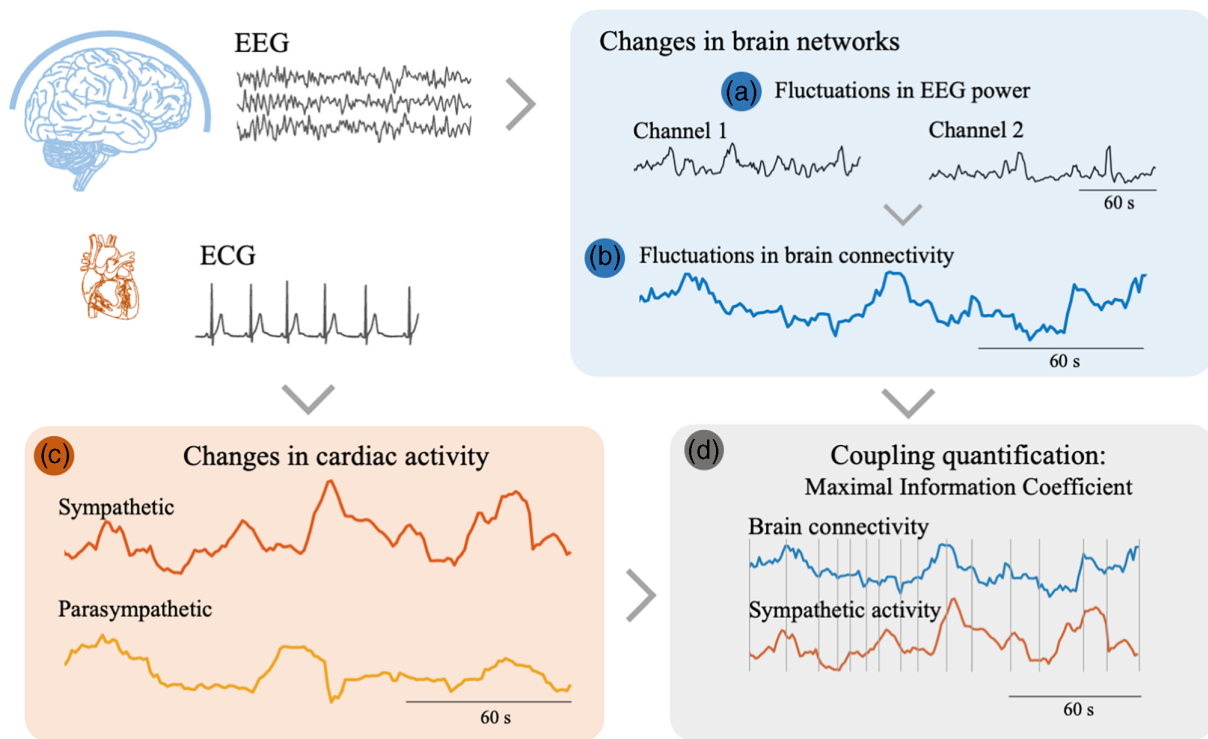 EEG
Changes in brain networks
(a) Fluctuations in EEG power
Channel 1
Channel 2
60 s
ECG
(b) Fluctuations in brain connectivity
60 s
(c) Changes in cardiac activity
Sympathetic
Parasympathetic
60 s
(d) Coupling quantification:
Maximal Information Coefficient
Brain connectivity
Sympathetic activity
60 s